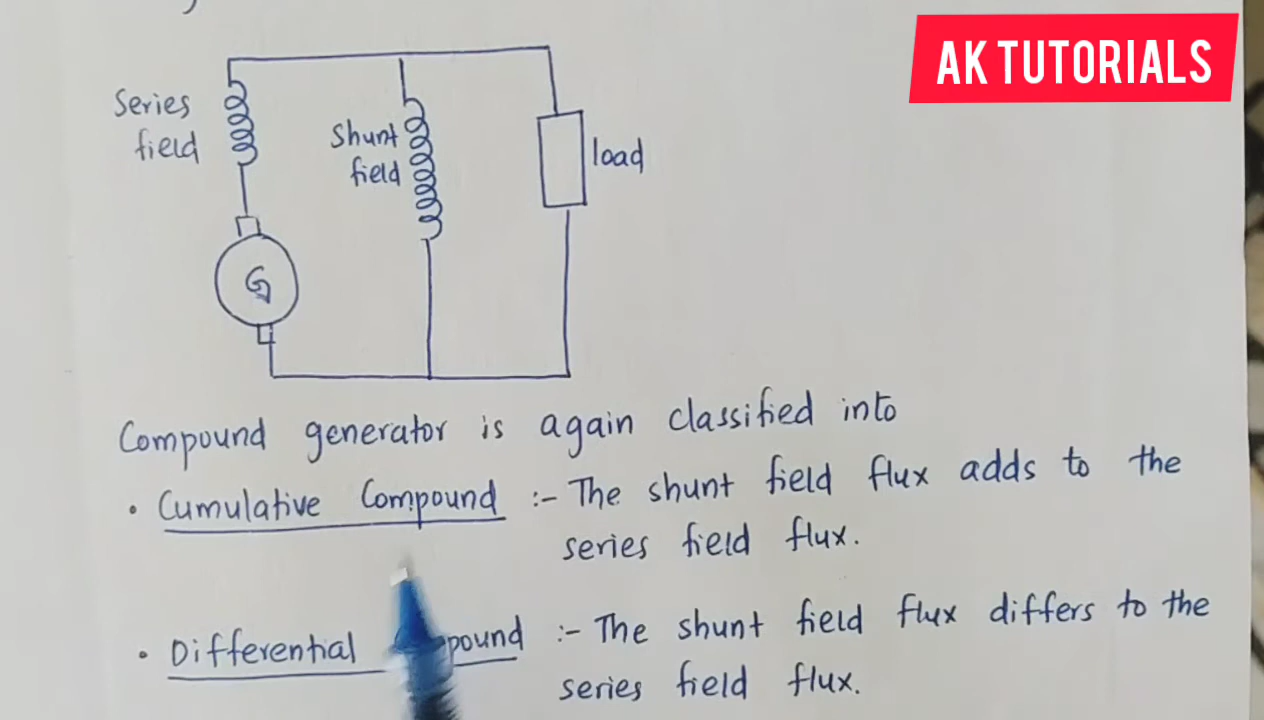 AK TUTORIALS
Series
field
Shunt
field
load
G
Compound generator is again classified into
• Cumulative Compound :- The shunt field flux adds to the
series field flux.
• Differential pound :- The shunt field flux differs to the
series field flux.